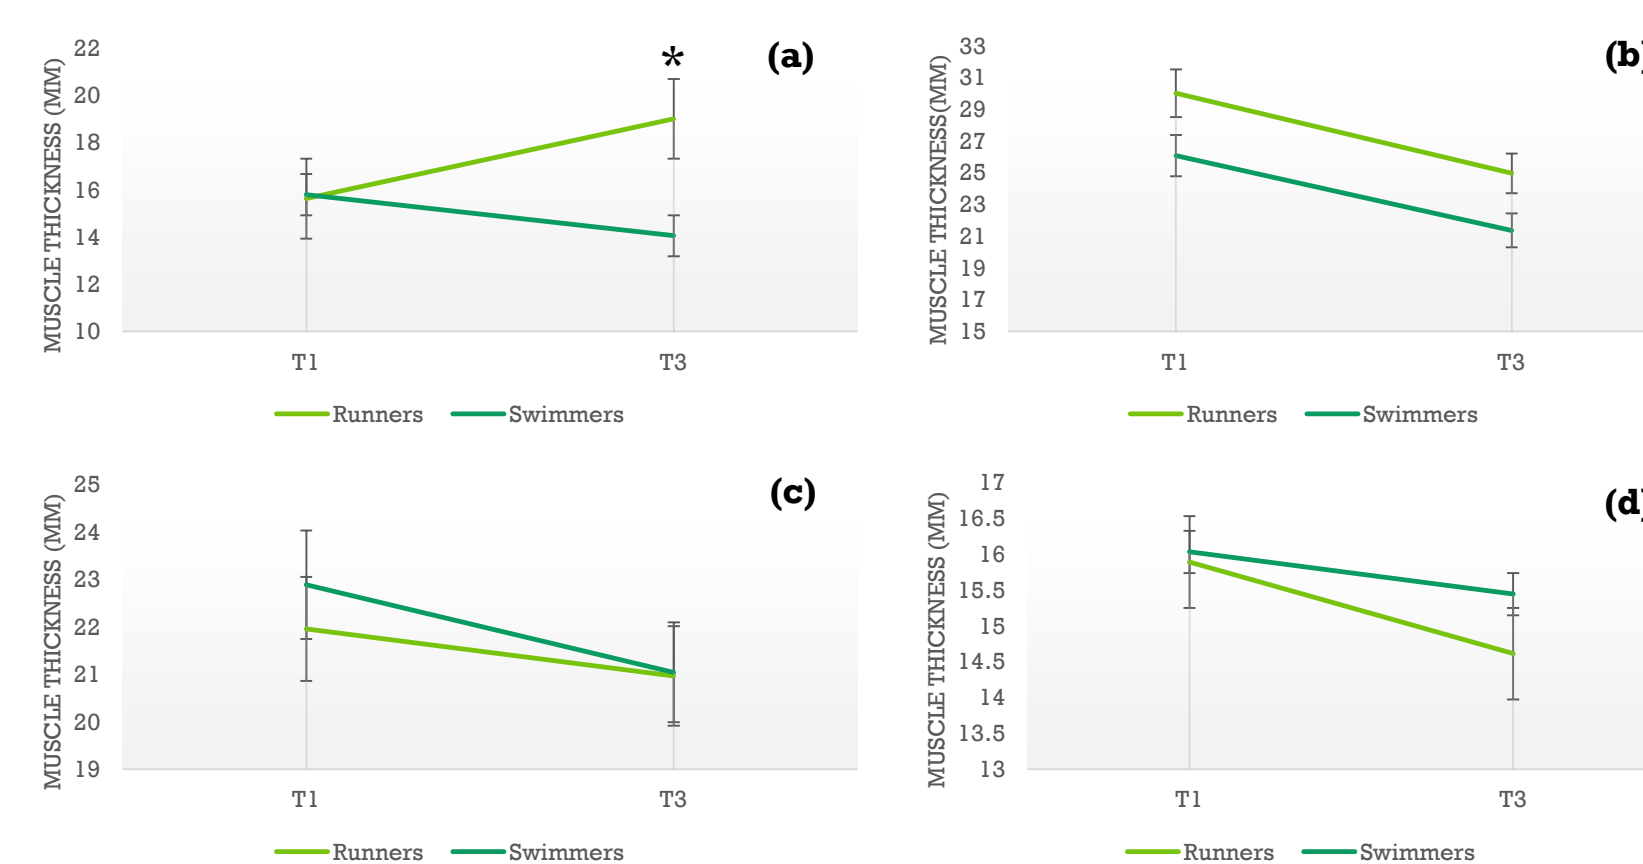 (a)
*
MUSCLE THICKNESS (MM)
22
20
18
16
14
12
10
T1 T3
Runners Swimmers
(b)
MUSCLE THICKNESS(MM)
33
31
29
27
25
23
21
19
17
15
T1 T3
Runners Swimmers
(c)
MUSCLE THICKNESS (MM)
25
24
23
22
21
20
19
T1 T3
Runners Swimmers
(d)
MUSCLE THICKNESS (MM)
17
16.5
16
15.5
15
14.5
14
13.5
13
T1 T3
Runners Swimmers